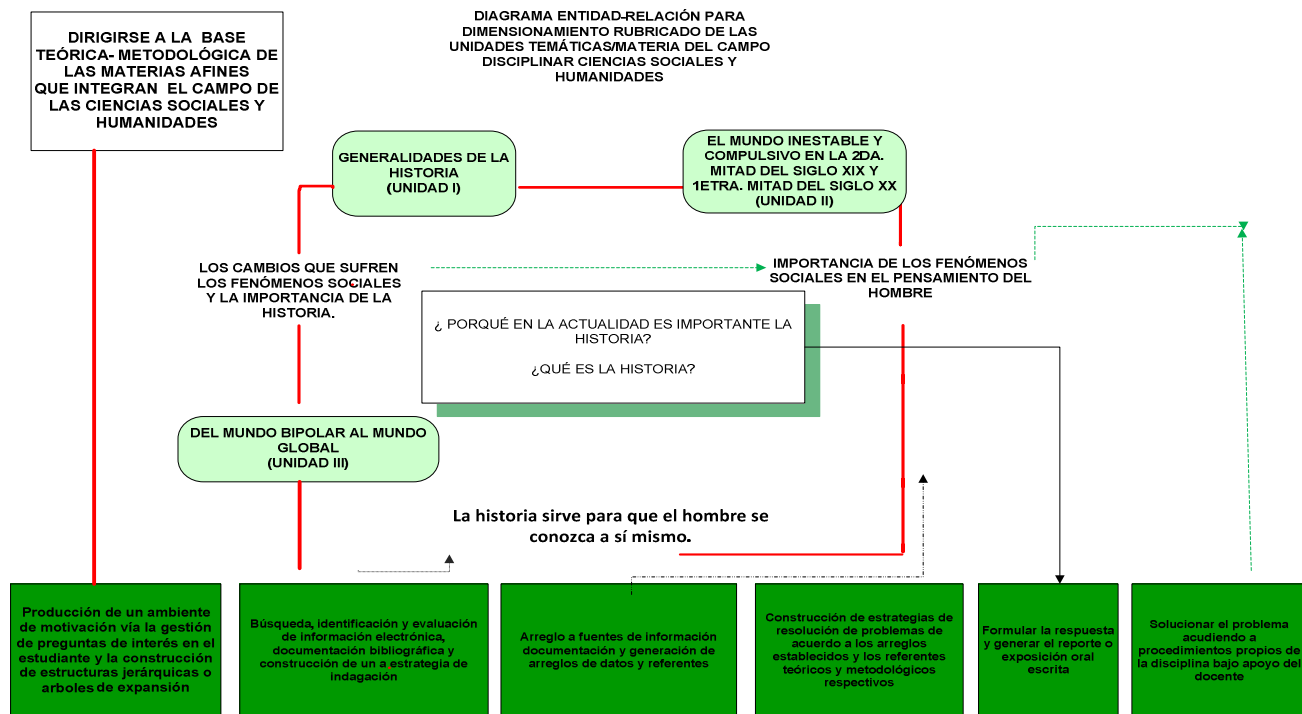 DIRIGIRSE A LA BASE
TEÓRICA- METODOLÓGICA DE
LAS MATERIAS AFINES
QUE INTEGRAN EL CAMPO DE
LAS CIENCIAS SOCIALES Y
HUMANIDADES
DIAGRAMA ENTIDAD-RELACIÓN PARA
DIMENSIONAMIENTO RUBRICADO DE LAS
UNIDADES TEMÁTICAS/MATERIA DEL CAMPO
DISCIPLINAR CIENCIAS SOCIALES Y
HUMANIDADES
GENERALIDADES DE LA
HISTORIA
(UNIDAD I)
EL MUNDO INESTABLE Y
COMPULSIVO EN LA 2DA.
MITAD DEL SIGLO XIX Y
1ETRA. MITAD DEL SIGLO XX
(UNIDAD II)
LOS CAMBIOS QUE SUFREN
LOS FENÓMENOS SOCIALES
Y LA IMPORTANCIA DE LA
HISTORIA.
IMPORTANCIA DE LOS FENÓMENOS
SOCIALES EN EL PENSAMIENTO DEL
HOMBRE
¿ PORQUÉ EN LA ACTUALIDAD ES IMPORTANTE LA
HISTORIA?
¿QUÉ ES LA HISTORIA?
DEL MUNDO BIPOLAR AL MUNDO
GLOBAL
(UNIDAD III)
La historia sirve para que el hombre se
conozca a sí mismo.
Producción de un ambiente
de motivación vía la gestión
de preguntas de interés en el
estudiante y la construcción
de estructuras jerárquicas o
arboles de expansión
Búsqueda, identificación y evaluación
de información electrónica,
documentación bibliográfica y
construcción de un a estrategia de
indagación
Arreglo a fuentes de información
documentación y generación de
arreglos de datos y referentes
Construcción de estrategias de
resolución de problemas de
acuerdo a los arreglos
establecidos y los referentes
teóricos y metodológicos
respectivos
Formular la respuesta
y generar el reporte o
exposición oral
escrita
Solucionar el problema
acudiendo a
procedimientos propios de
la disciplina bajo apoyo del
docente